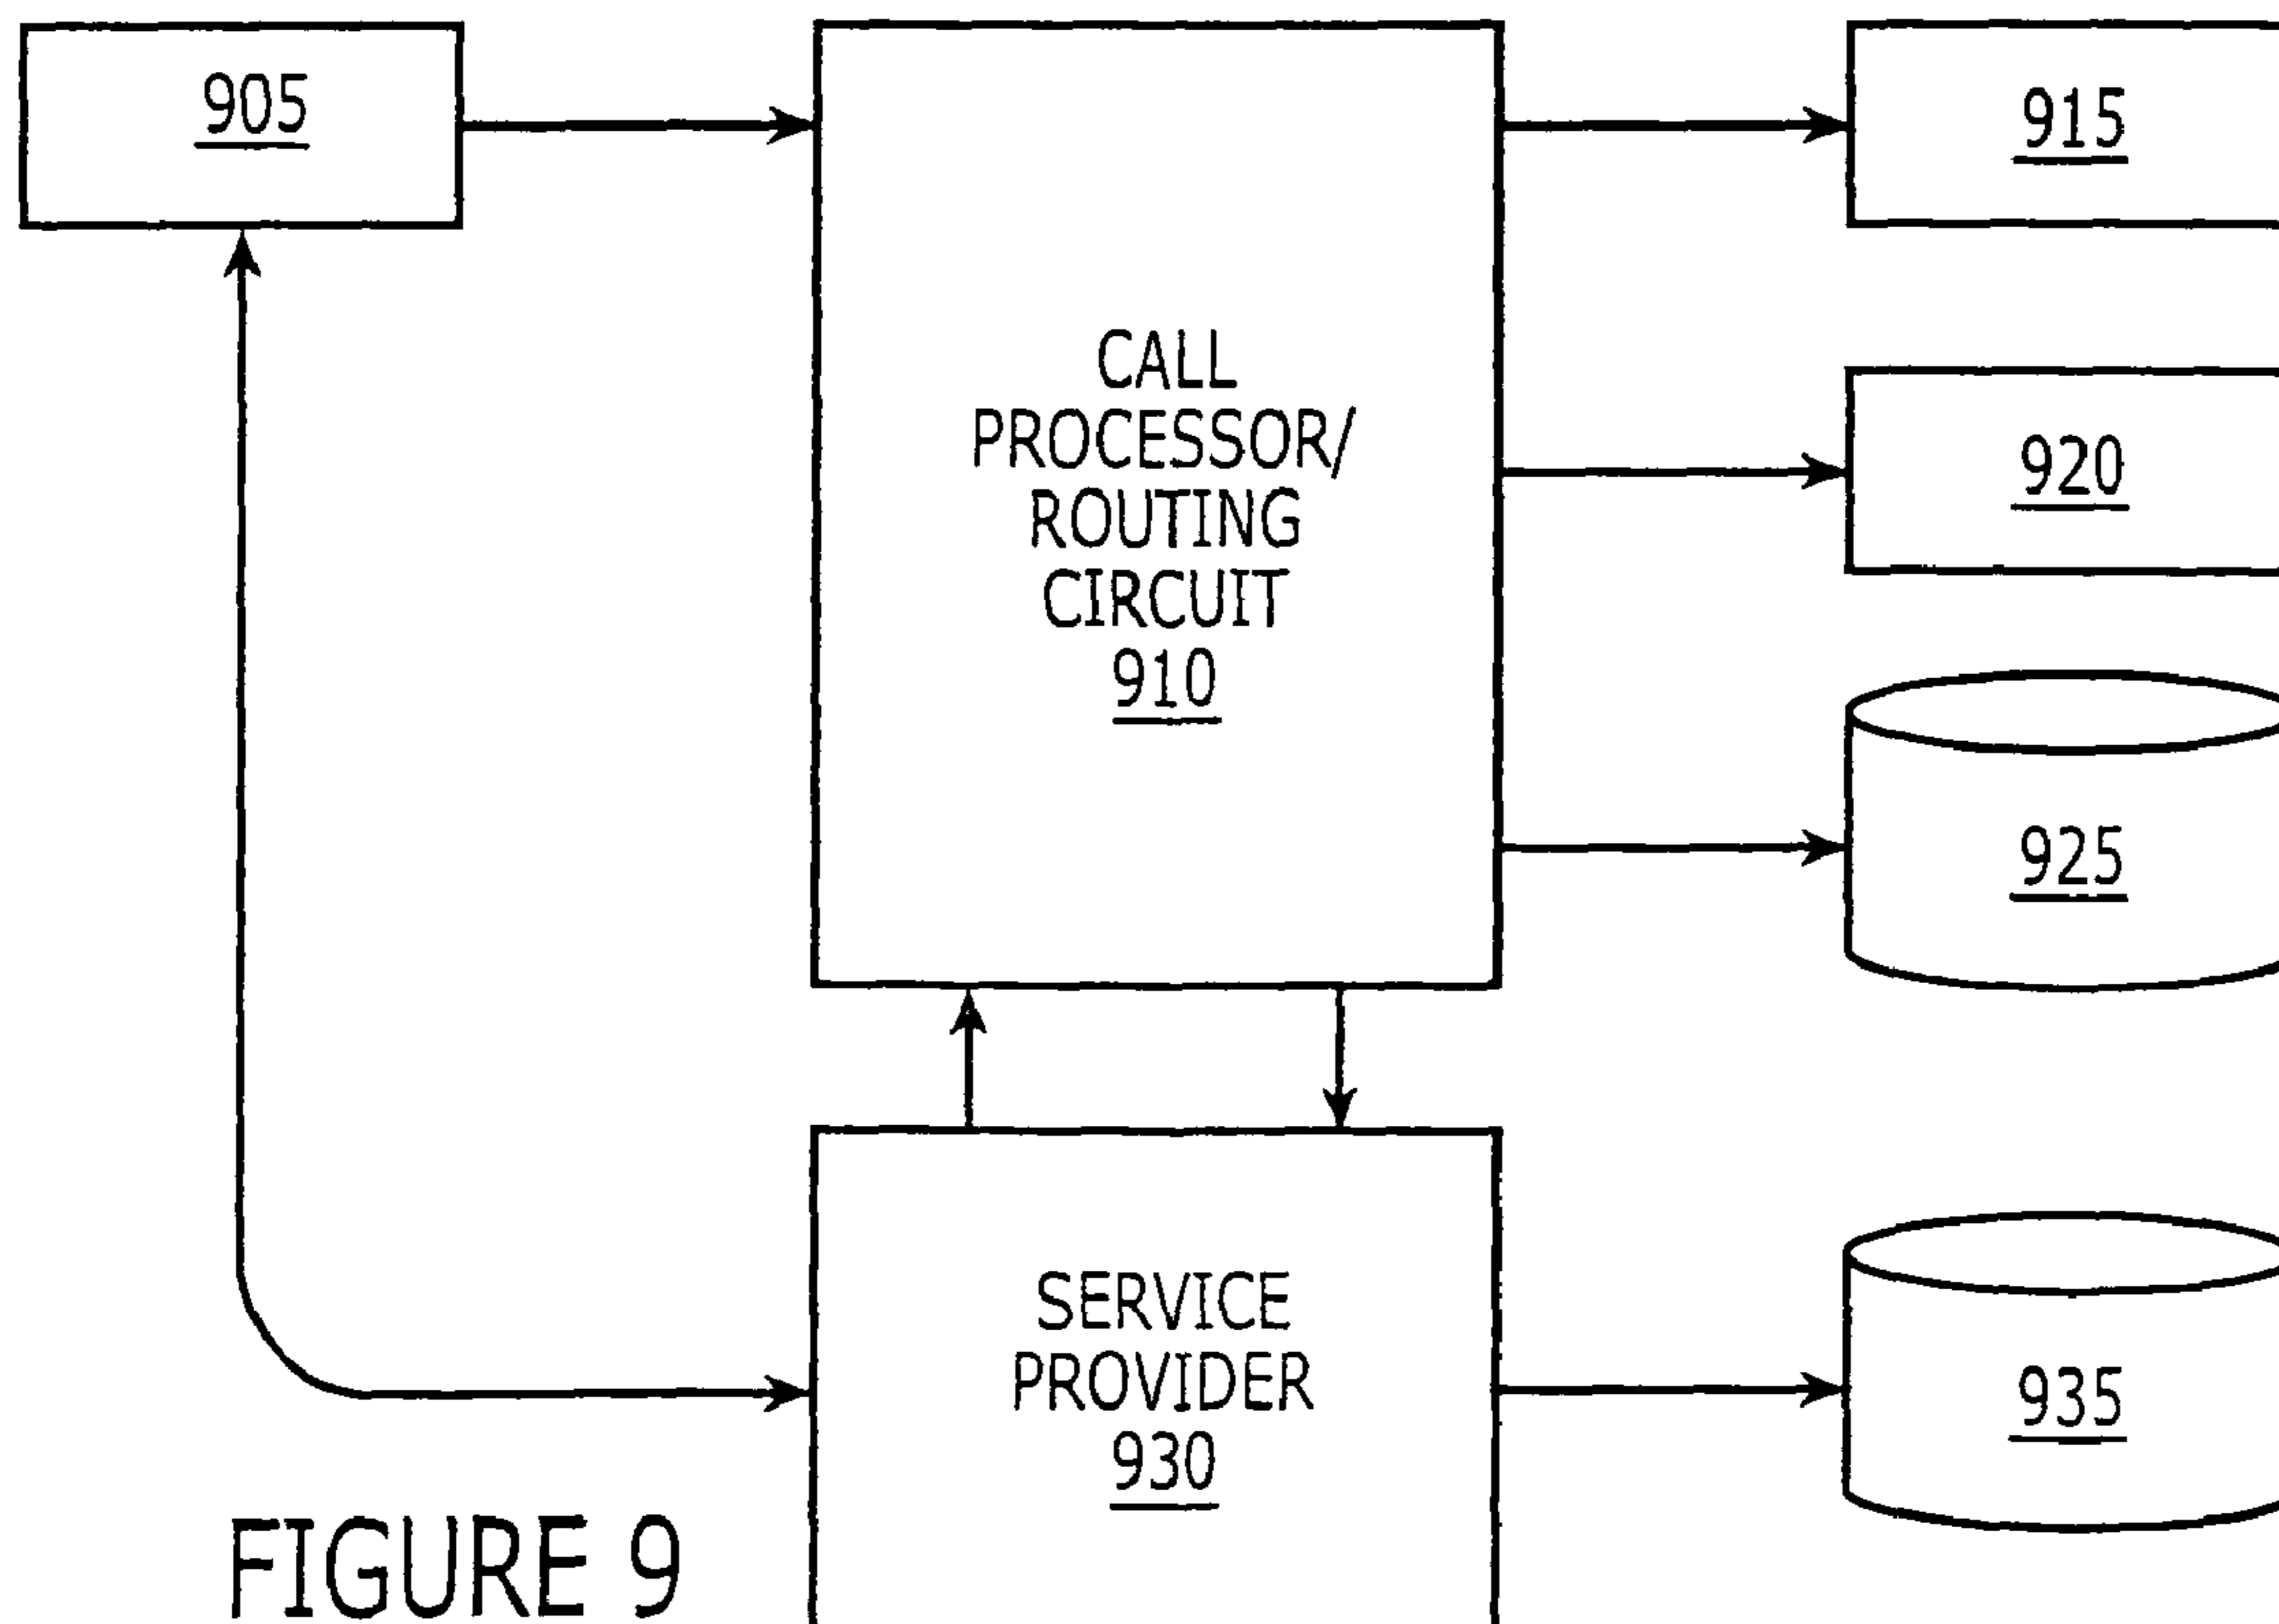 905
CALL
PROCESSOR/
ROUTING
CIRCUIT
910
915
920
925
SERVICE
PROVIDER
930
935
FIGURE 9